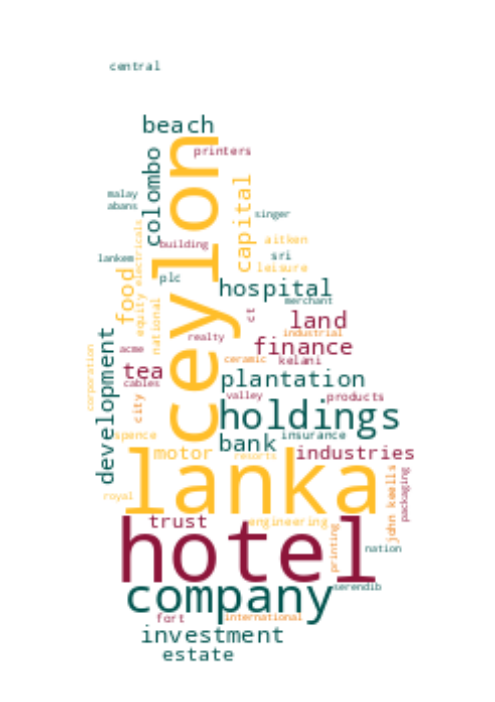 central
beach
printers
colombo
ceylon
malay
abans
capital
singer
building
aitken
lankem
sri
leisure
plc
food
equity
electricals
national
hospital
merchant
ct
land
industrial
realty
finance
acme
ceramic
kelani
corporation
development
tea
cables
plantation
city
valley
products
holdings
spence
bank
insurance
motor
resorts
industries
lanka
royal
john keells
packaging
trust
engineering
hotel
printing
nation
company
serendib
fort
international
investment
estate